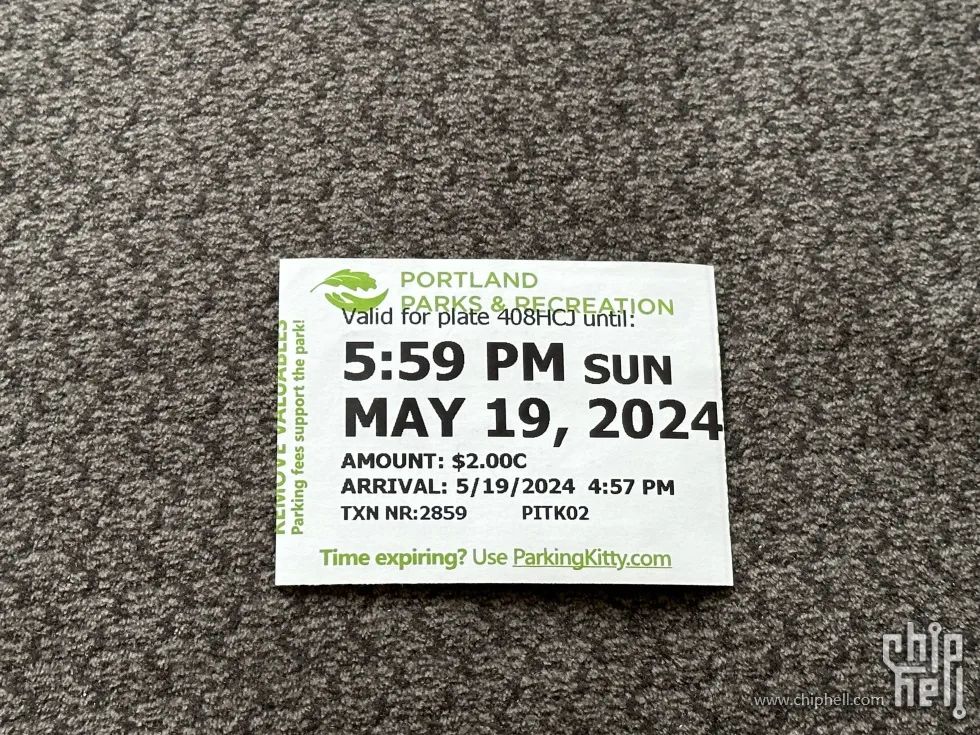 PORTLAND
PARKS & RECREATION
Valid for plate 408HCJ until:
5:59 PM SUN
MAY 19, 2024
AMOUNT: $2.00C
ARRIVAL: 5/19/2024 4:57 PM
TXN NR:2859 PITK02
Time expiring? Use ParkingKitty.com
REMOVE VALUABLES
Parking fees support the park!
www.chiphell.com
chip
hell